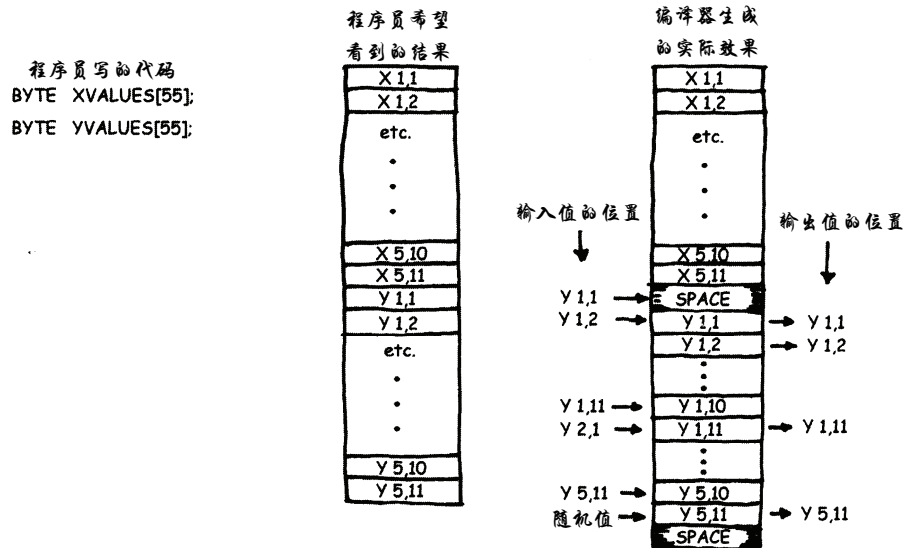 程序员写的代码
BYTE XVALUES[55];
BYTE YVALUES[55];
程序员希望
看到的结果
X 1,1
X 1,2
etc.
X 5,10
X 5,11
Y 1,1
Y 1,2
etc.
Y 5,10
Y 5,11
编译器生成
的实际效果
输入值的位置
输出值的位置
X 1,1
X 1,2
etc.
X 5,10
X 5,11
Y 1,1 SPACE
Y 1,2 Y 1,1 Y 1,1
Y 1,2 Y 1,2
Y 1,11 Y 1,10
Y 2,1 Y 1,11 Y 1,11
Y 5,11 Y 5,10
随机值 Y 5,11 Y 5,11
SPACE